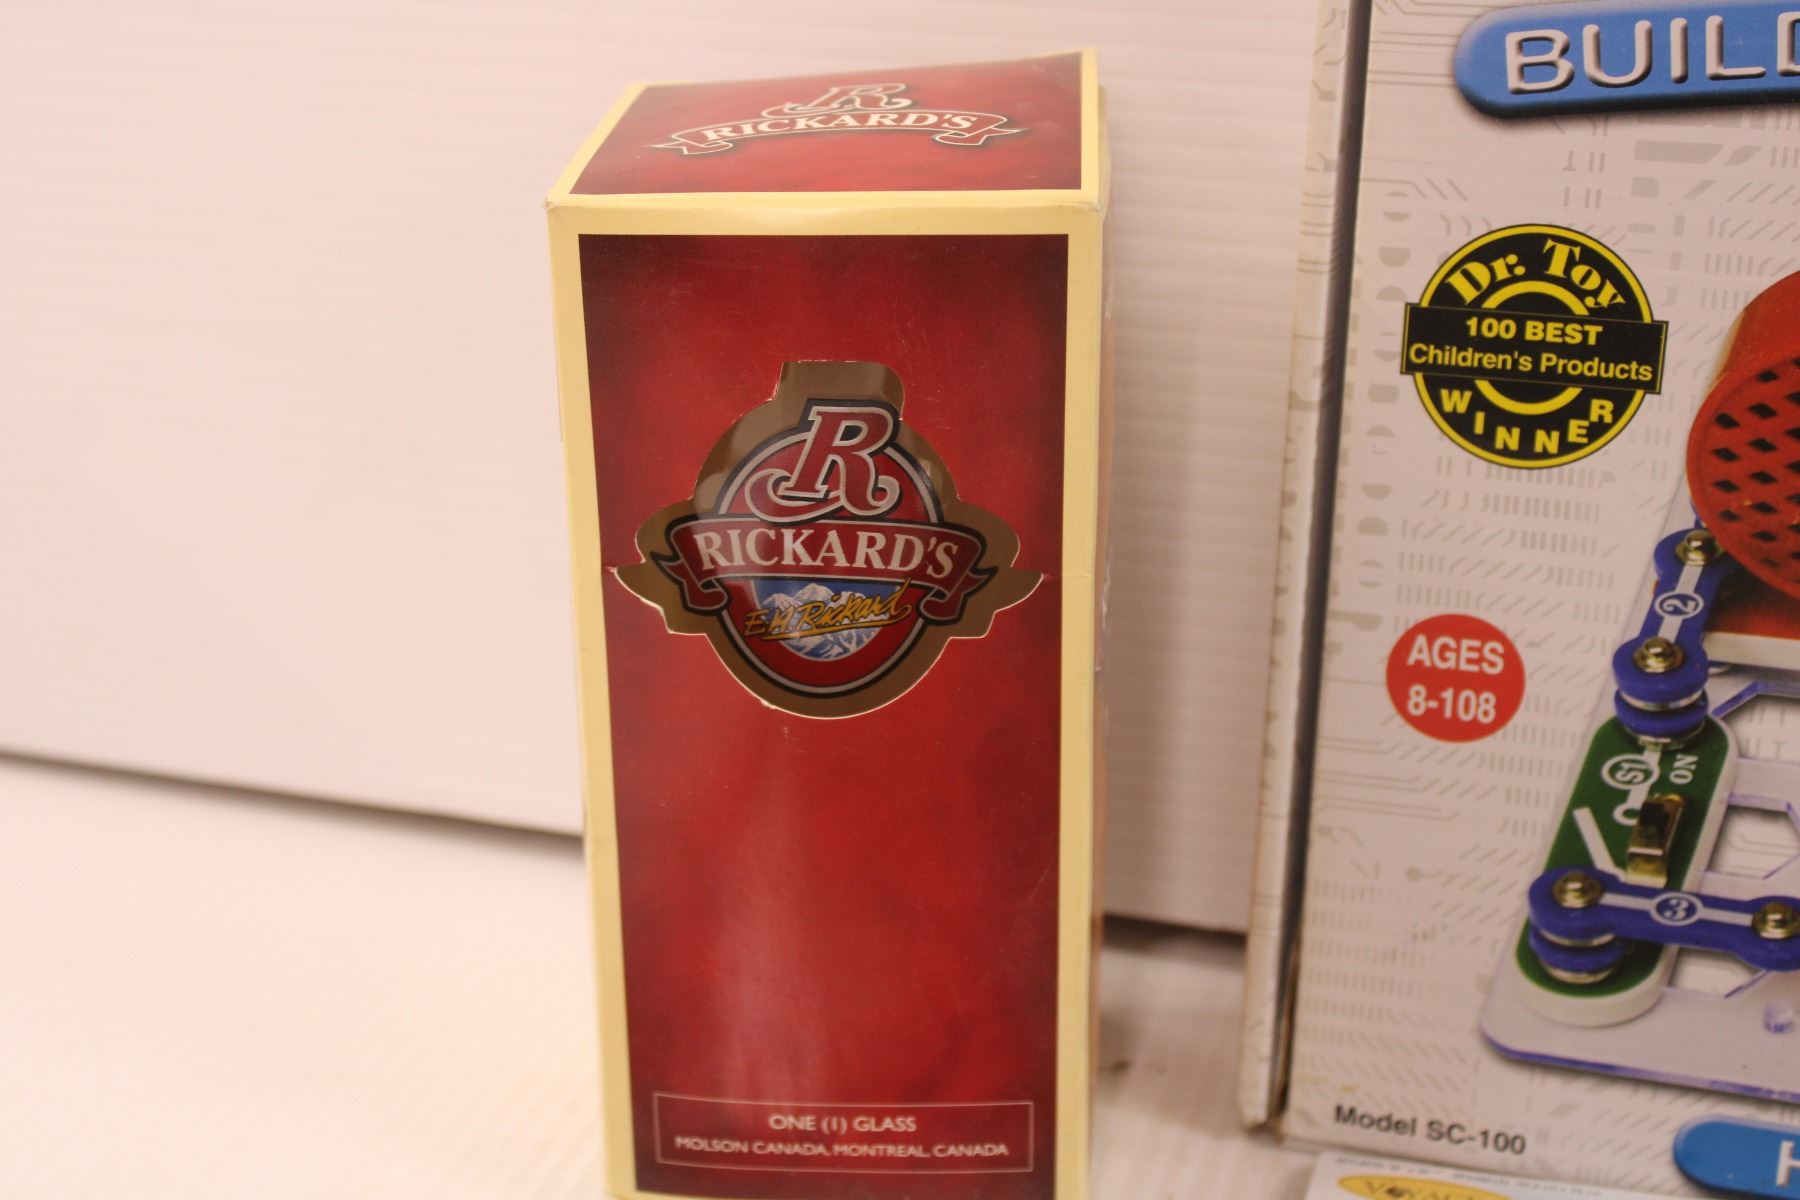 R
RICKARD'S
R
RICKARD'S
E.H. Rickard
ONE (1) GLASS
MOLSON CANADA, MONTREAL, CANADA
BUILD
Dr. Toy
100 BEST
Children's Products
WINNER
AGES
8-108
2
S1
ON
3
Model SC-100
H